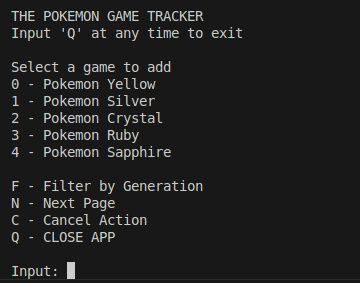 THE POKEMON GAME TRACKER
Input 'Q' at any time to exit
Select a game to add
0 - Pokemon Yellow
1 - Pokemon Silver
2 - Pokemon Crystal
3 - Pokemon Ruby
4 - Pokemon Sapphire
F - Filter by Generation
N - Next Page
C - Cancel Action
Q - CLOSE APP
Input: